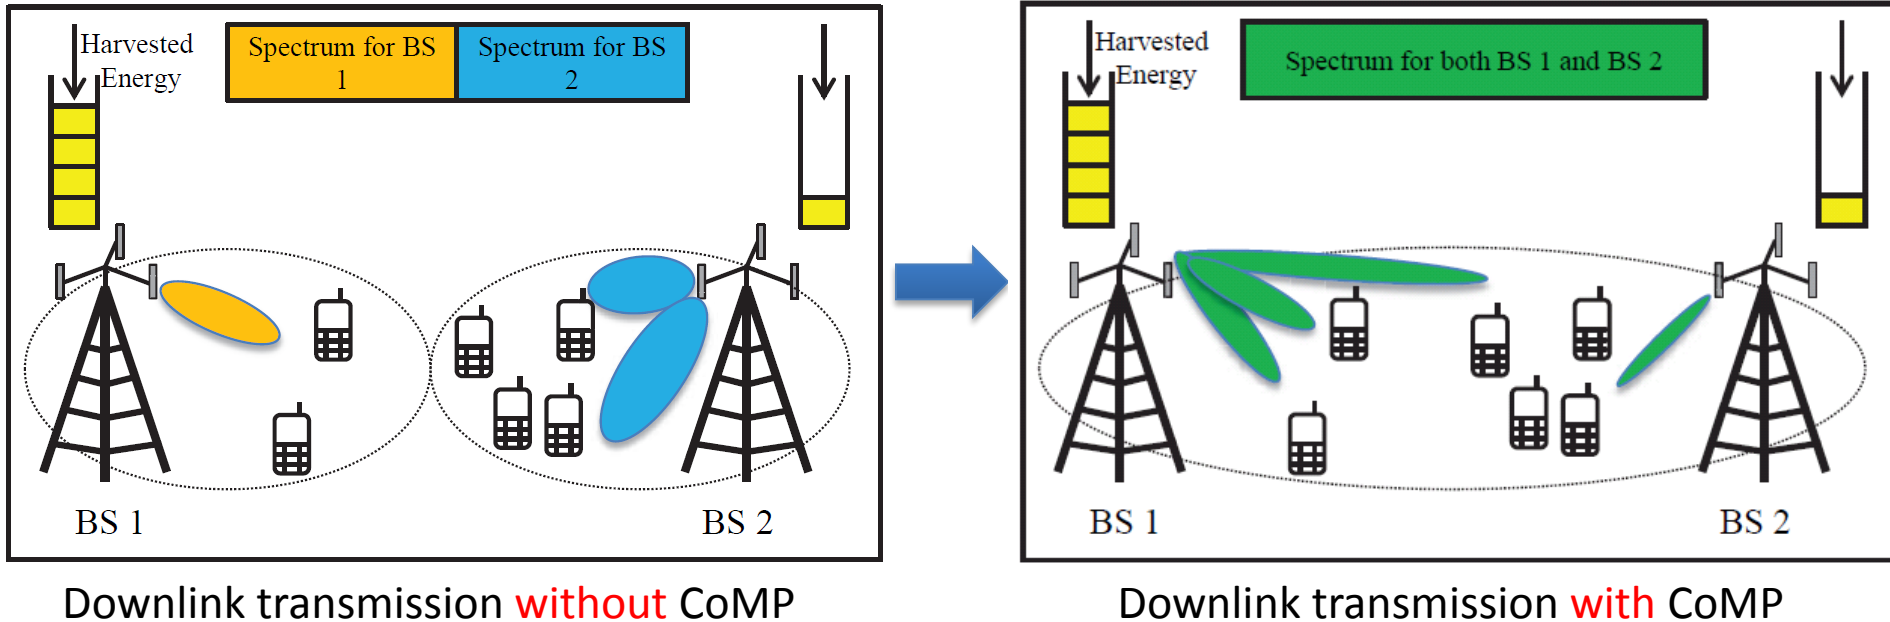 Harvested
Energy
Spectrum for BS
1
Spectrum for BS
2
BS 1
BS 2
Downlink transmission without CoMP
Harvested
Energy
Spectrum for both BS 1 and BS 2
BS 1
BS 2
Downlink transmission with CoMP